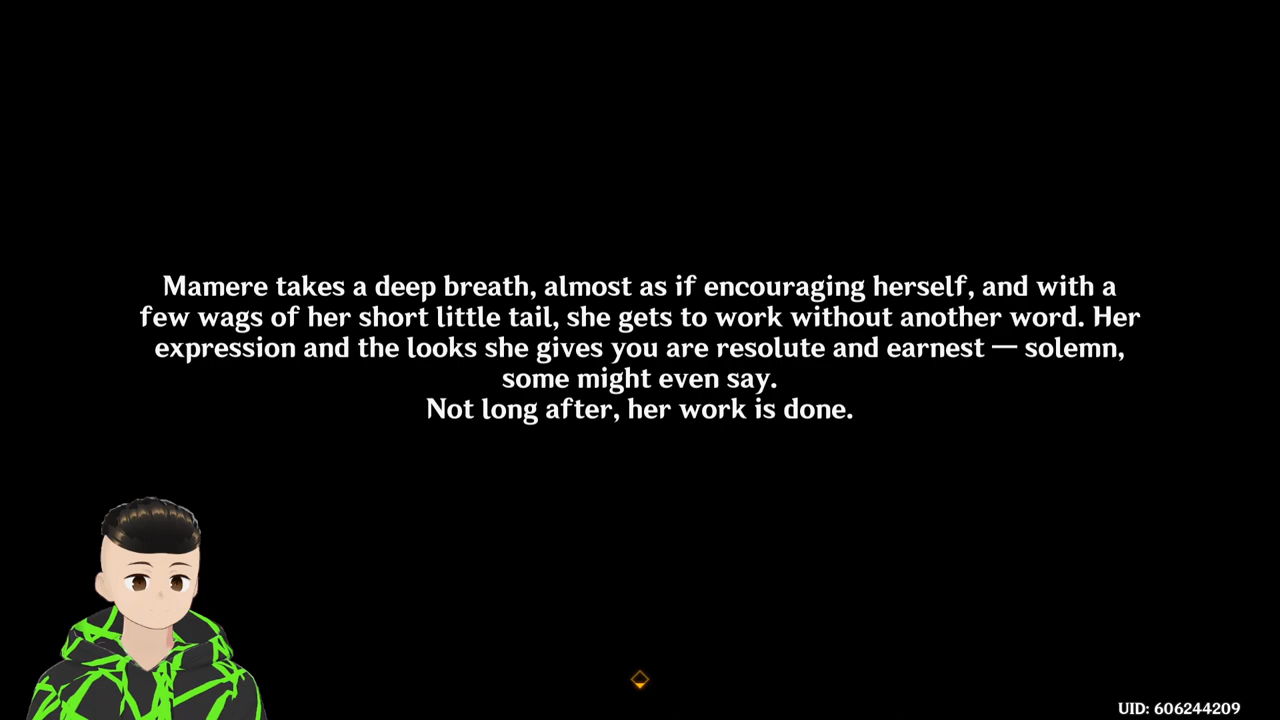 Mamere takes a deep breath, almost as if encouraging herself, and with a
few wags of her short little tail, she gets to work without another word. Her
expression and the looks she gives you are resolute and earnest — solemn,
some might even say.
Not long after, her work is done.
UID: 606244209